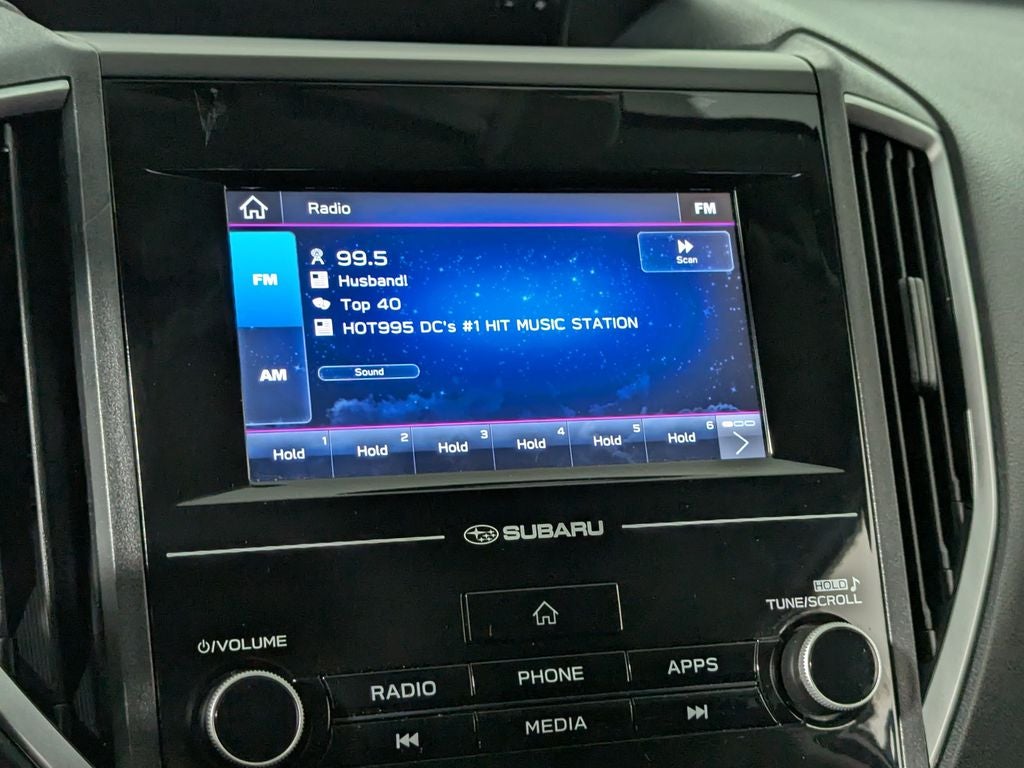 Radio
FM
FM
99.5
Scan
Husband!
Top 40
HOT995 DC's #1 HIT MUSIC STATION
AM
Sound
1 2 3 4 5 6
Hold Hold Hold Hold Hold Hold
SUBARU
HOLD
TUNE/SCROLL
/VOLUME
RADIO PHONE APPS
MEDIA